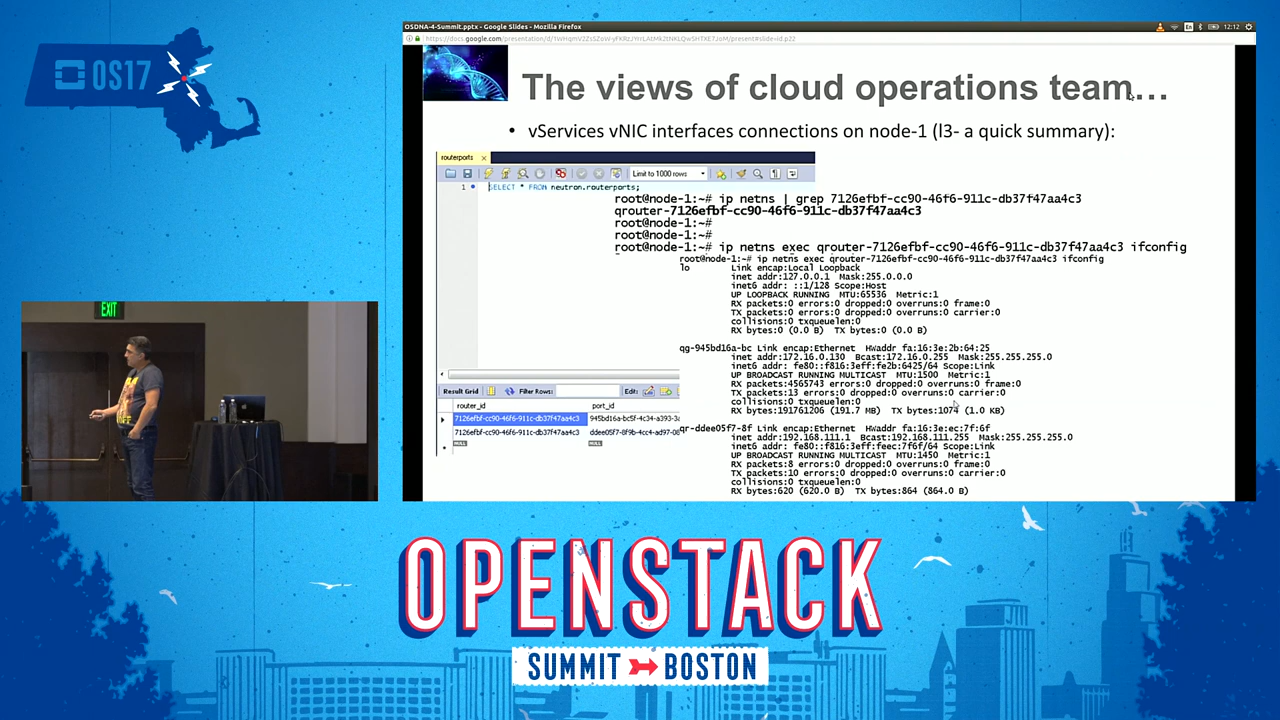 OS17
EXIT
OSDNA-4-Summit.pptx - Google Slides - Mozilla Firefox
En
12:12
The views of cloud operations team...
• vServices vNIC interfaces connections on node-1 (l3- a quick summary):
routerports
Limit to 1000 rows
1
SELECT * FROM neutron.routerports;
root@node-1:~# ip netns | grep 7126efbf-cc90-46f6-911c-db37f47aa4c3
qrouter-7126efbf-cc90-46f6-911c-db37f47aa4c3
root@node-1:~#
root@node-1:~#
root@node-1:~# ip netns exec qrouter-7126efbf-cc90-46f6-911c-db37f47aa4c3 ifconfig
root@node-1:~# ip netns exec qrouter-7126efbf-cc90-46f6-911c-db37f47aa4c3 ifconfig
lo Link encap:Local Loopback
inet addr:127.0.0.1 Mask:255.0.0.0
inet6 addr: ::1/128 Scope:Host
UP LOOPBACK RUNNING MTU:65536 Metric:1
RX packets:0 errors:0 dropped:0 overruns:0 frame:0
TX packets:0 errors:0 dropped:0 overruns:0 carrier:0
collisions:0 txqueuelen:0
RX bytes:0 (0.0 B) TX bytes:0 (0.0 B)
qg-945bd16a-bc Link encap:Ethernet HWaddr fa:16:3e:2b:64:25
inet addr:172.16.0.130 Bcast:172.16.0.255 Mask:255.255.255.0
inet6 addr: fe80::f816:3eff:fe2b:6425/64 Scope:Link
UP BROADCAST RUNNING MULTICAST MTU:1500 Metric:1
RX packets:4565743 errors:0 dropped:0 overruns:0 frame:0
TX packets:13 errors:0 dropped:0 overruns:0 carrier:0
collisions:0 txqueuelen:0
RX bytes:191761206 (191.7 MB) TX bytes:1074 (1.0 KB)
qr-ddee05f7-8f Link encap:Ethernet HWaddr fa:16:3e:ec:7f:6f
inet addr:192.168.111.1 Bcast:192.168.111.255 Mask:255.255.255.0
inet6 addr: fe80::f816:3eff:feec:7f6f/64 Scope:Link
UP BROADCAST RUNNING MULTICAST MTU:1450 Metric:1
RX packets:8 errors:0 dropped:0 overruns:0 frame:0
TX packets:10 errors:0 dropped:0 overruns:0 carrier:0
collisions:0 txqueuelen:0
RX bytes:620 (620.0 B) TX bytes:864 (864.0 B)
Result Grid Filter Rows: Edit:
router_id port_id
7126efbf-cc90-46f6-911c-db37f47aa4c3 945bd16a-bc5f-4c34-a393-3
7126efbf-cc90-46f6-911c-db37f47aa4c3 ddee05f7-8f9b-4cc4-ad97-08
NULL NULL
OPENSTACK
SUMMIT BOSTON